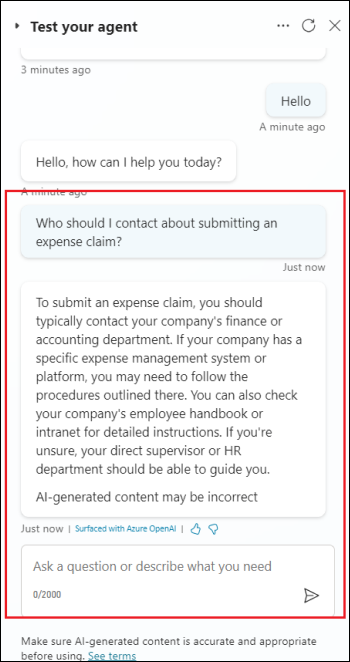 Test your agent
3 minutes ago
Hello
A minute ago
Hello, how can I help you today?
A minute ago
Who should I contact about submitting an
expense claim?
Just now
To submit an expense claim, you should
typically contact your company's finance or
accounting department. If your company has a
specific expense management system or
platform, you may need to follow the
procedures outlined there. You can also check
your company's employee handbook or
intranet for detailed instructions. If you're
unsure, your direct supervisor or HR
department should be able to guide you.
AI-generated content may be incorrect
Just now | Surfaced with Azure OpenAI |
Ask a question or describe what you need
0/2000
Make sure AI-generated content is accurate and appropriate
before using. See terms